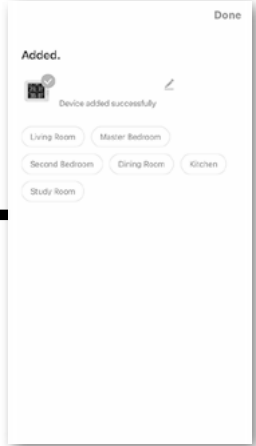 Done
Added.
Device added successfully
Living Room Master Bedroom
Second Bedroom Dining Room Kitchen
Study Room